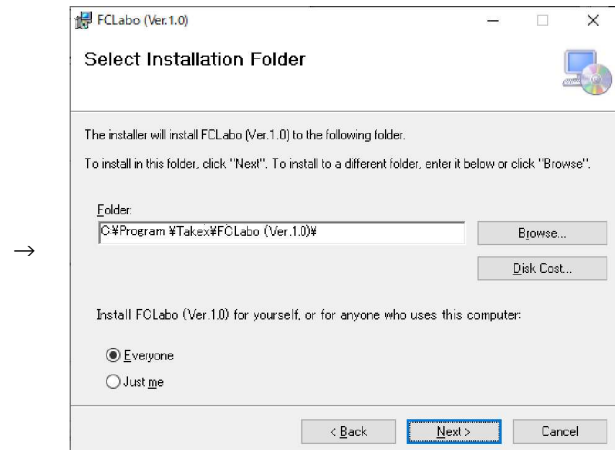 FCLabo (Ver.1.0)
Select Installation Folder
The installer will install FCLabo (Ver.1.0) to the following folder.
To install in this folder, click "Next". To install to a different folder, enter it below or click "Browse".
Folder:
C:¥Program ¥Takex¥FCLabo (Ver.1.0)¥
Browse...
Disk Cost...
→
Install FCLabo (Ver.1.0) for yourself, or for anyone who uses this computer:
Everyone
Just me
< Back
Next >
Cancel